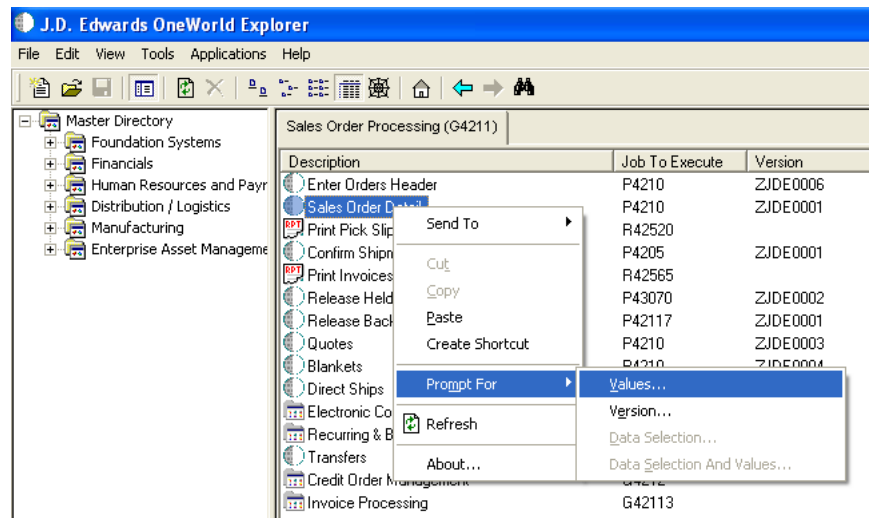 J.D. Edwards OneWorld Explorer
File Edit View Tools Applications Help
Master Directory
Foundation Systems
Financials
Human Resources and Payr
Distribution / Logistics
Manufacturing
Enterprise Asset Manageme
Sales Order Processing (G4211)
Description Job To Execute Version
Enter Orders Header P4210 ZJDE0006
Sales Order Detail P4210 ZJDE0001
Print Pick Slip R42520
Confirm Shipm P4205 ZJDE0001
Print Invoices R42565
Release Held P43070 ZJDE0002
Release Back P42117 ZJDE0001
Quotes P4210 ZJDE0003
Blankets P4210 ZJDE0004
Direct Ships
Electronic Co
Recurring & B
Transfers
Credit Order Management G4212
Invoice Processing G42113
Send To
Cut
Copy
Paste
Create Shortcut
Prompt For
Refresh
About...
Values...
Version...
Data Selection...
Data Selection And Values...